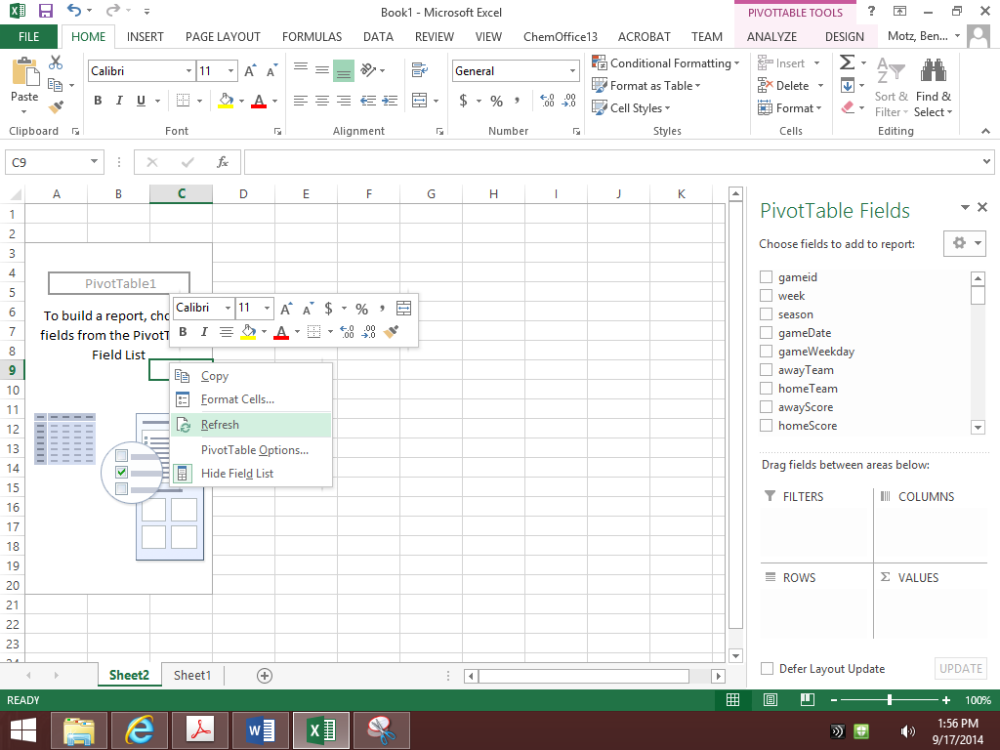 Book1 - Microsoft Excel
PIVOTTABLE TOOLS
?
FILE HOME INSERT PAGE LAYOUT FORMULAS DATA REVIEW VIEW ChemOffice13 ACROBAT TEAM ANALYZE DESIGN Motz, Ben...
Paste
Calibri 11
General
Conditional Formatting
Format as Table
Cell Styles
Insert
Delete
Format
Sort & Filter
Find & Select
B I U A $ % ,
Clipboard Font Alignment Number Styles Cells Editing
C9
fx
A B C D E F G H I J K
1
2
3
4
5
6
7
8
9
10
11
12
13
14
15
16
17
18
19
20
21
22
23
24
PivotTable1
To build a report, cho
fields from the PivotT
Field List
Calibri 11 A A $ % ,
B I A
Copy
Format Cells...
Refresh
PivotTable Options...
Hide Field List
PivotTable Fields
Choose fields to add to report:
gameid
week
season
gameDate
gameWeekday
awayTeam
homeTeam
awayScore
homeScore
Drag fields between areas below:
FILTERS
COLUMNS
ROWS
Σ VALUES
Defer Layout Update
UPDATE
Sheet2 Sheet1
READY
100%
1:56 PM
9/17/2014